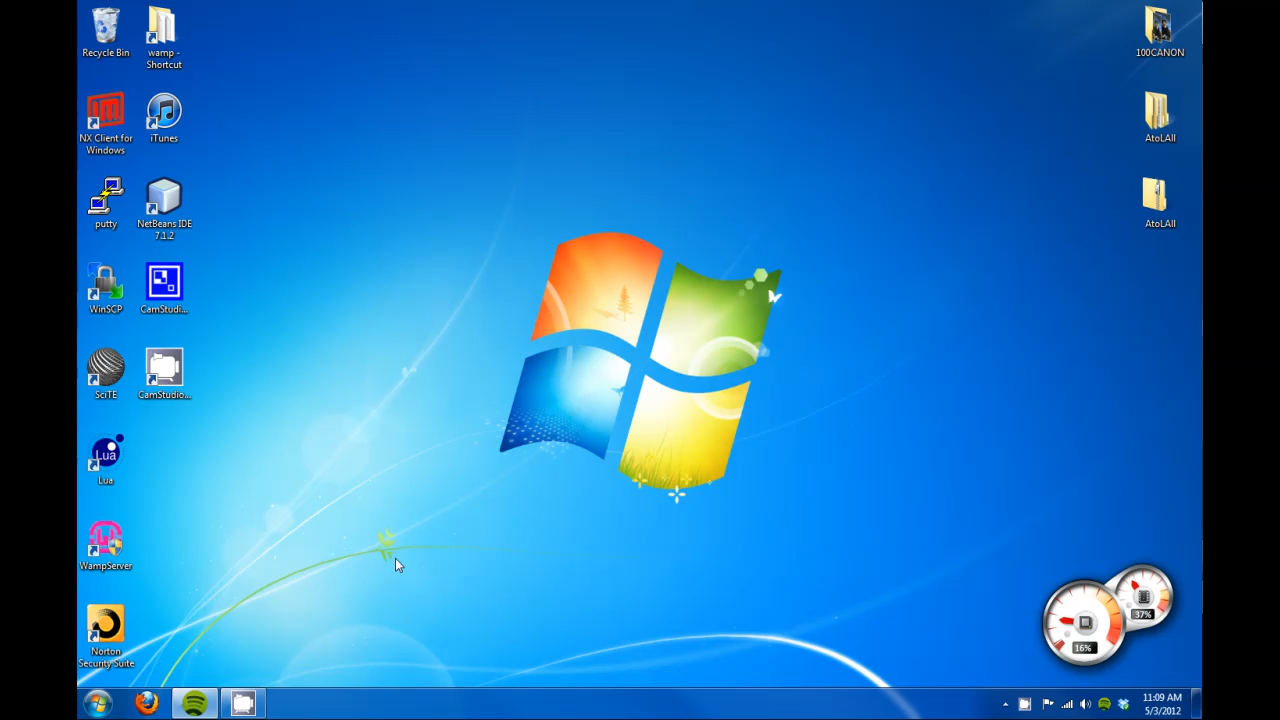 Recycle Bin
wamp -
Shortcut
100CANON
NX Client for
Windows
iTunes
AtoLAll
putty
NetBeans IDE
7.1.2
AtoLAll
WinSCP
CamStudi...
SciTE
CamStudio...
Lua
Lua
WampServer
Norton
Security Suite
37%
16%
11:09 AM
5/3/2012